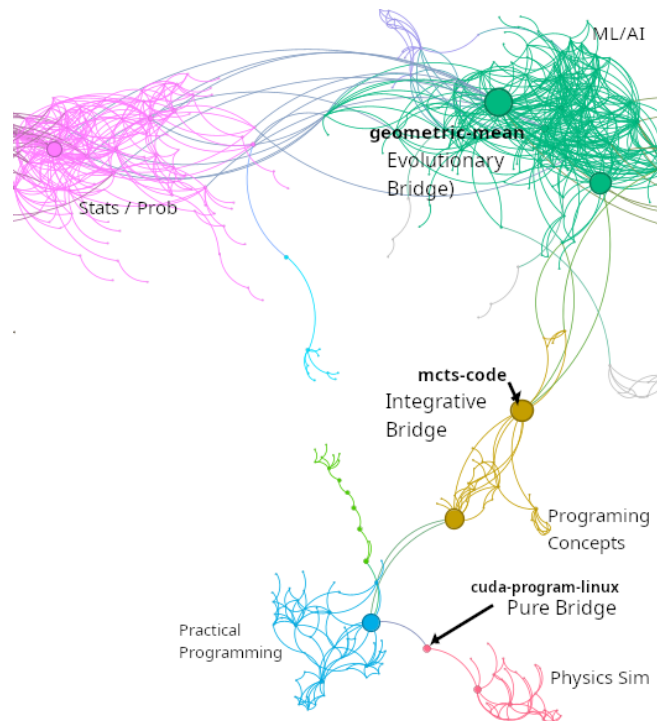 ML/AI
geometric-mean
Evolutionary
Bridge)
Stats / Prob
mcts-code
Integrative
Bridge
Programing
Concepts
cuda-program-linux
Pure Bridge
Practical
Programming
Physics Sim